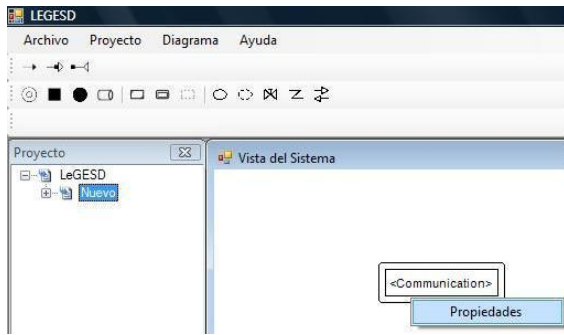 LEGESD
Archivo Proyecto Diagrama Ayuda
Proyecto
Vista del Sistema
LeGESD
Nuevo
<Communication>
Propiedades